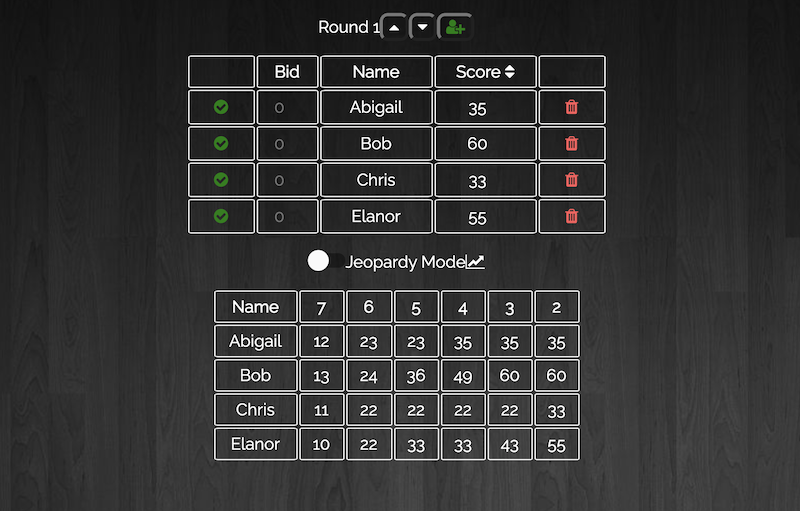 Round 1
Bid Name Score
0 Abigail 35
0 Bob 60
0 Chris 33
0 Elanor 55
Jeopardy Mode
Name 7 6 5 4 3 2
Abigail 12 23 23 35 35 35
Bob 13 24 36 49 60 60
Chris 11 22 22 22 22 33
Elanor 10 22 33 33 43 55